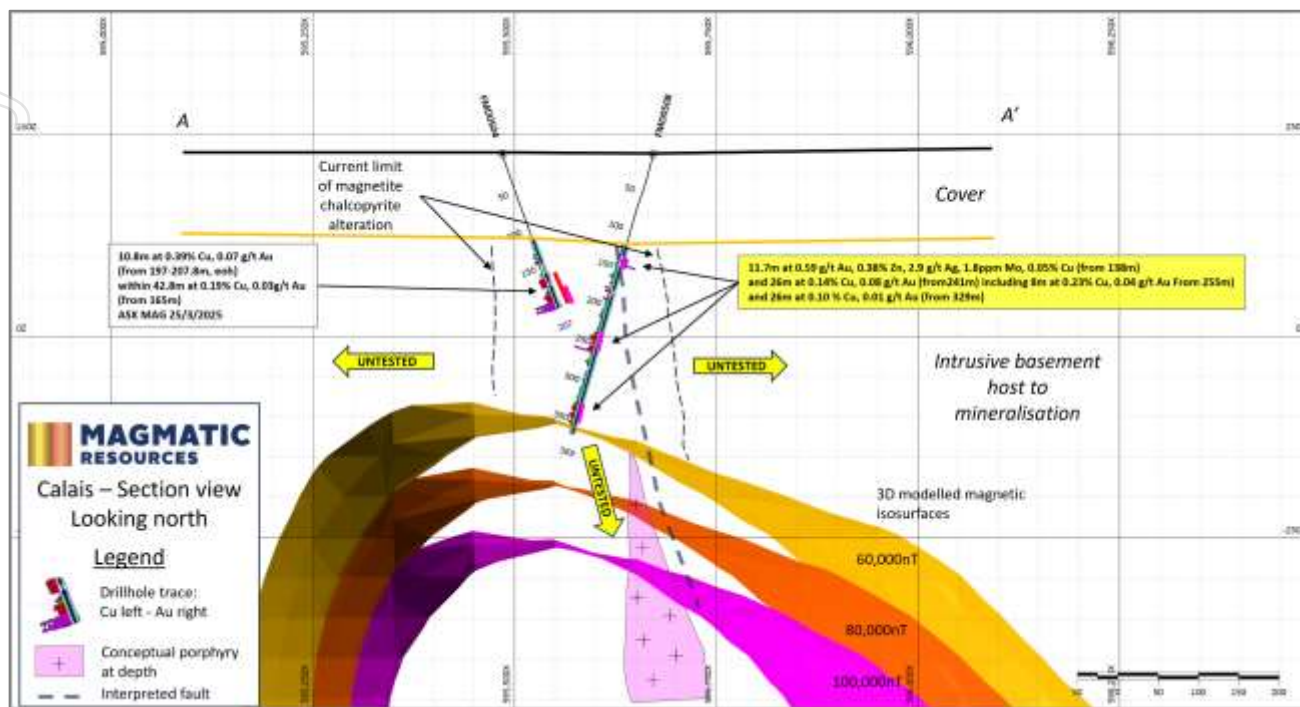 A
A'
Current limit
of magnetite
chalcopyrite
alteration
Cover
10.8m at 0.39% Cu, 0.07 g/t Au
(from 197-207.8m, eoh)
within 42.8m at 0.19% Cu, 0.03g/t Au
(from 165m)
ASX MAG 25/3/2025
11.7m at 0.59 g/t Au, 0.38% Zn, 2.9 g/t Ag, 1.8ppm Mo, 0.05% Cu (from 138m)
and 26m at 0.14% Cu, 0.08 g/t Au (from241m) including 8m at 0.23% Cu, 0.04 g/t Au From 255m)
and 26m at 0.10 % Cu, 0.01 g/t Au (from 329m)
UNTESTED
UNTESTED
Intrusive basement
host to
mineralisation
UNTESTED
MAGMATIC
RESOURCES
Calais – Section view
Looking north
Legend
Drillhole trace:
Cu left - Au right
Conceptual porphyry
at depth
Interpreted fault
3D modelled magnetic
isosurfaces
60,000nT
80,000nT
100,000nT
50 100 150 200